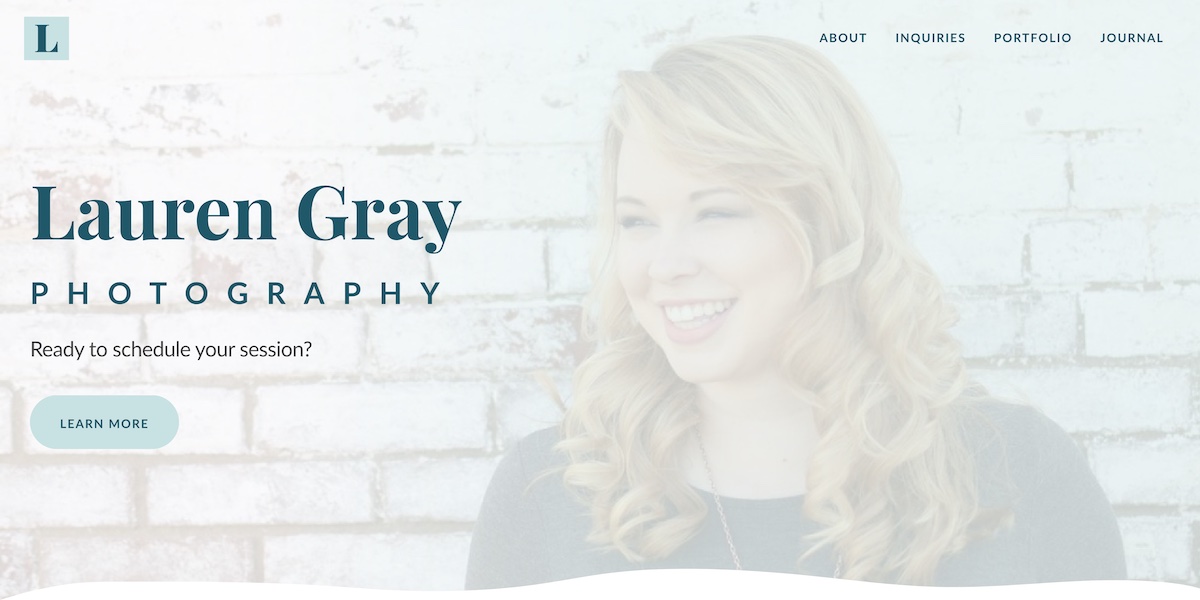 L
ABOUT INQUIRIES PORTFOLIO JOURNAL
Lauren Gray
PHOTOGRAPHY
Ready to schedule your session?
LEARN MORE